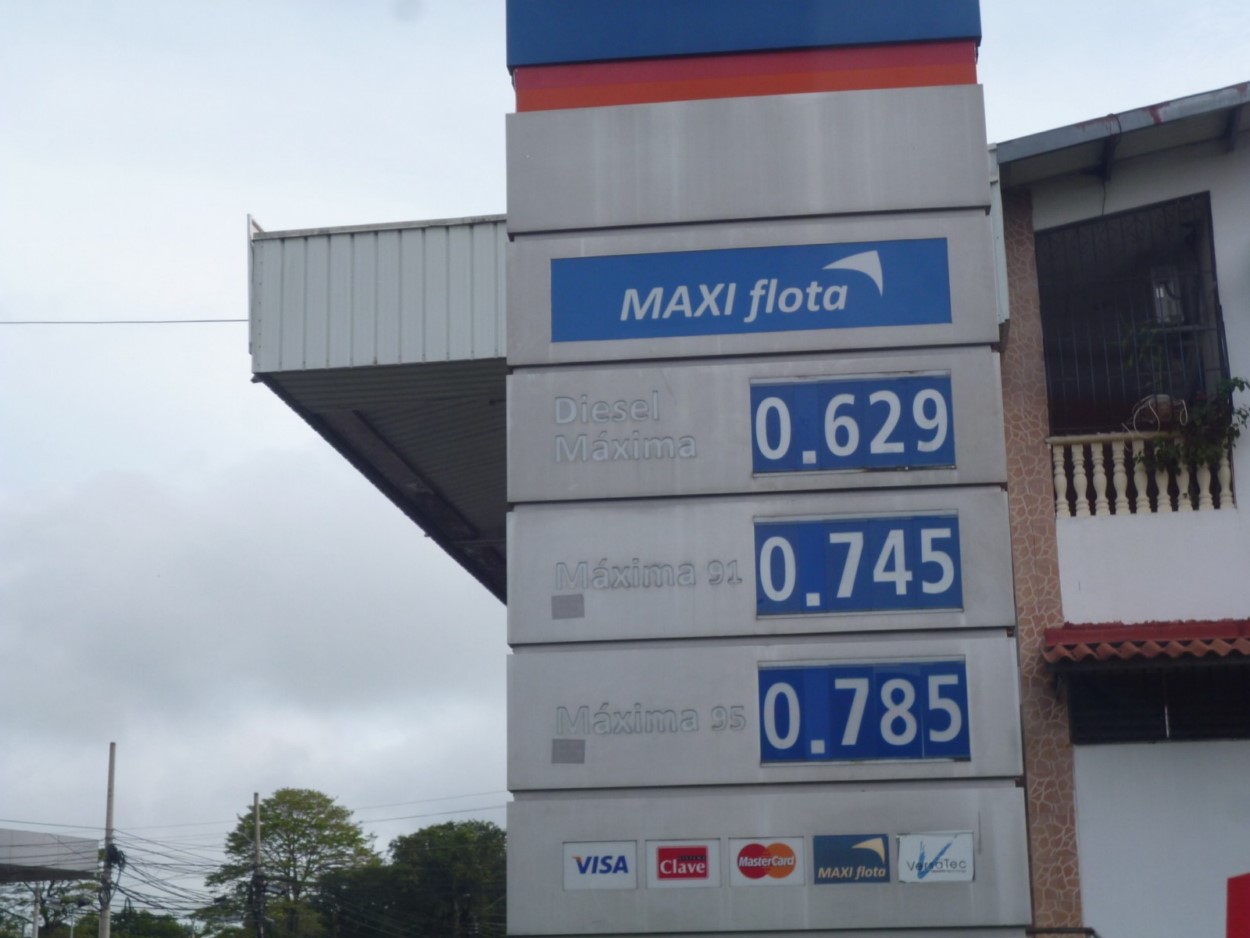 MAXI flota
Diesel
Máxima
0.629
Máxima 91
0.745
Máxima 95
0.785
VISA
Clave
MasterCard
MAXI flota
VersaTec